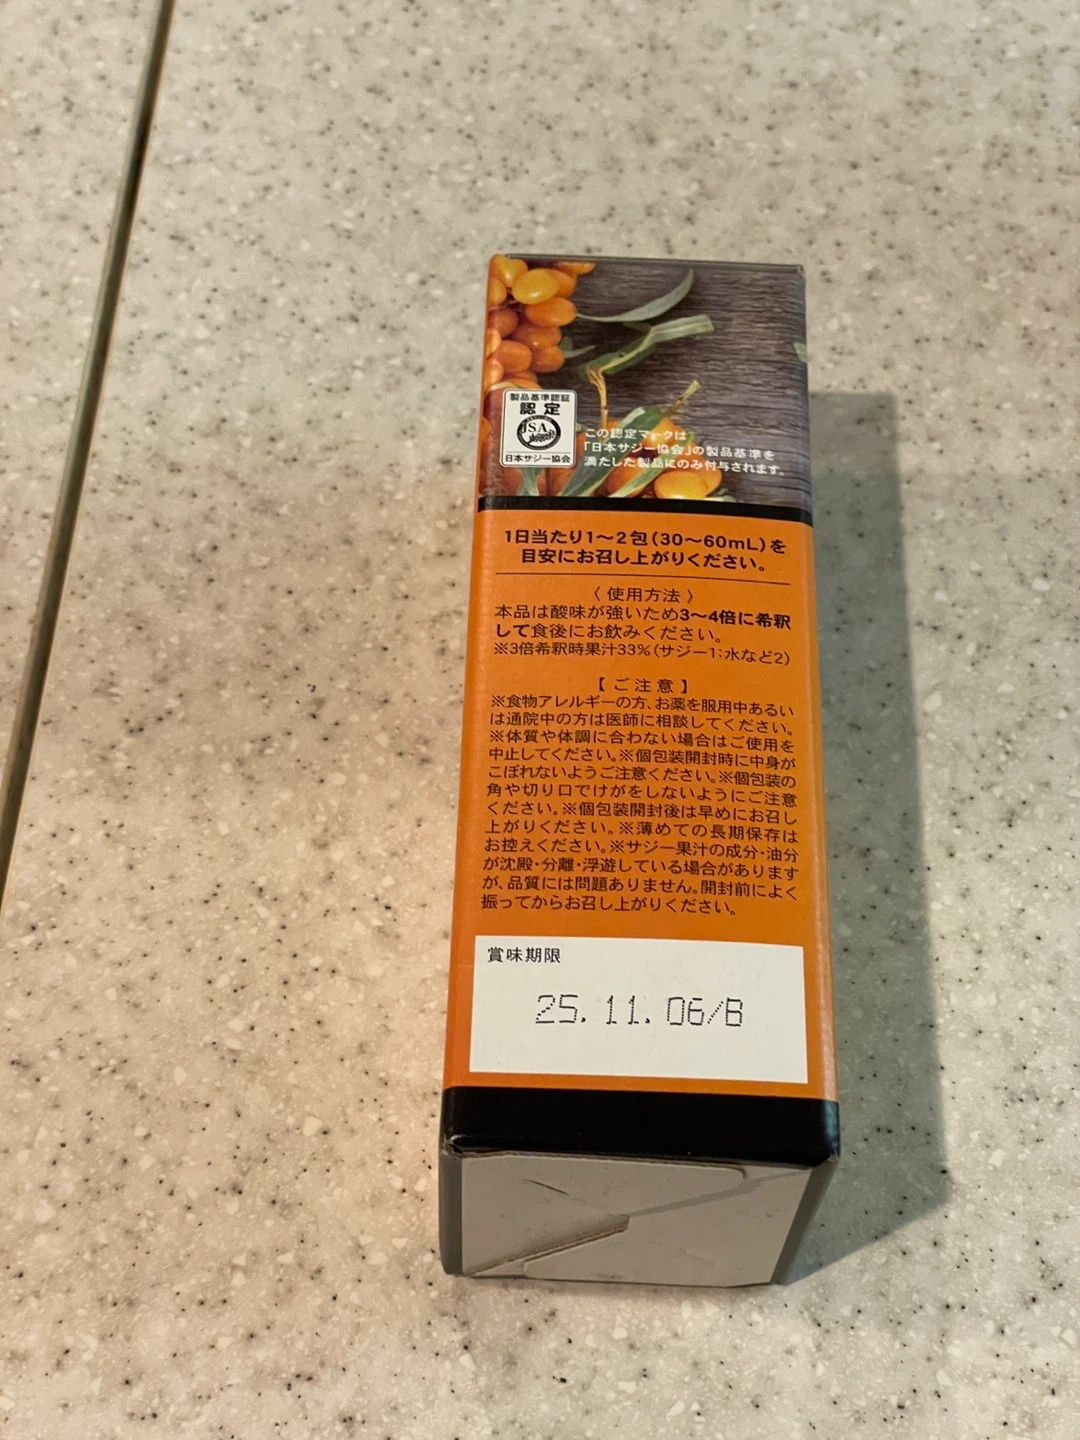 製品基準認証
認定
JSA
日本サジー協会
この認定マークは
「日本サジー協会」の製品基準を
満たした製品にのみ付与されます。
1日当たり1〜2包(30〜60mL)を
目安にお召し上がりください。
〈 使用方法 〉
本品は酸味が強いため3〜4倍に希釈
して食後にお飲みください。
※3倍希釈時果汁33%(サジー1:水など2)
【 ご注意 】
※食物アレルギーの方、お薬を服用中あるい
は通院中の方は医師に相談してください。
※体質や体調に合わない場合はご使用を
中止してください。※個包装開封時に中身が
こぼれないようご注意ください。※個包装の
角や切り口でけがをしないようにご注意
ください。※個包装開封後は早めにお召し
上がりください。※薄めての長期保存は
お控えください。※サジー果汁の成分・油分
が沈殿・分離・浮遊している場合があります
が、品質には問題ありません。開封前によく
振ってからお召し上がりください。
賞味期限
25.11.06/B